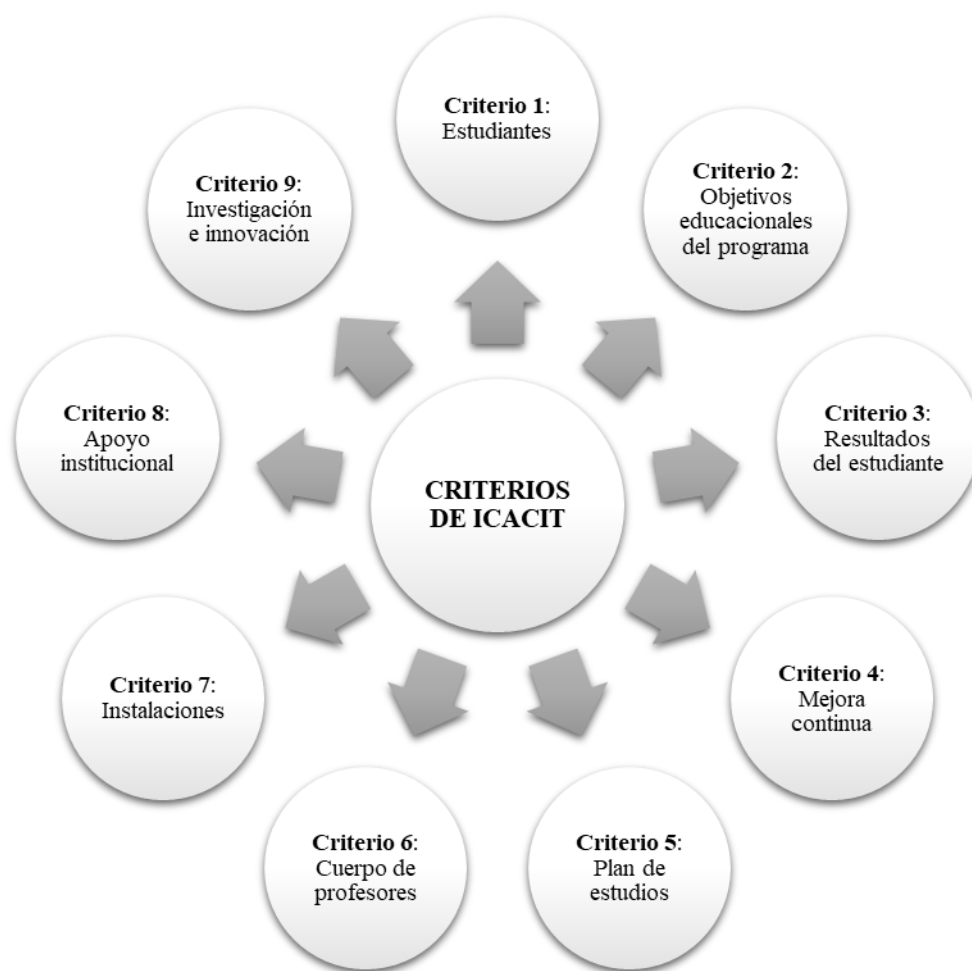 Criterio 1:
Estudiantes
Criterio 2:
Objetivos
educacionales
del programa
Criterio 3:
Resultados
del estudiante
Criterio 4:
Mejora
continua
Criterio 5:
Plan de
estudios
Criterio 6:
Cuerpo de
profesores
Criterio 7:
Instalaciones
Criterio 8:
Apoyo
institucional
Criterio 9:
Investigación
e innovación
CRITERIOS
DE ICACIT